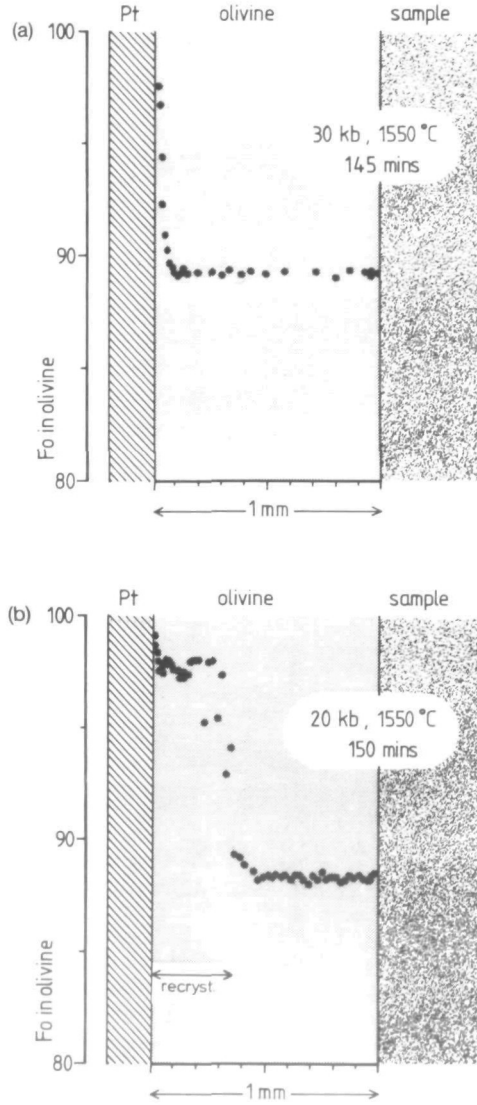 (a)
Pt olivine sample
100
30 kb, 1550 °C
145 mins
90
Fo in olivine
80
1 mm
(b)
Pt olivine sample
100
20 kb, 1550 °C
150 mins
90
recryst.
Fo in olivine
80
1 mm